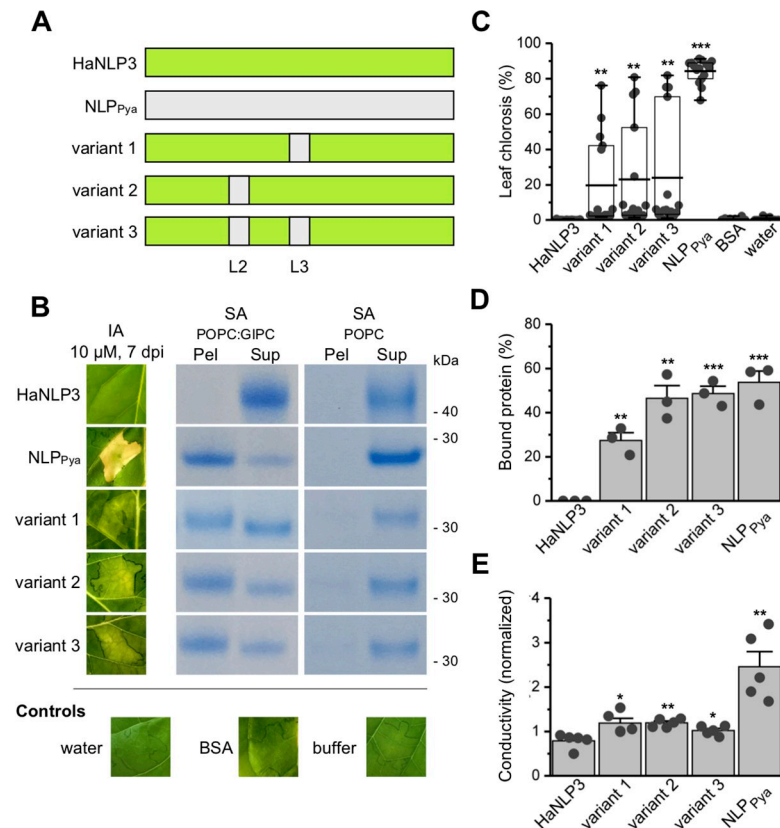 A
HaNLP3
NLPPya
variant 1
variant 2
variant 3
L2 L3
B
IA
10 µM, 7 dpi
SA
POPC:GIPC
Pel Sup
SA
POPC
Pel Sup
kDa
HaNLP3
- 40
- 30
NLPPya
variant 1
- 30
variant 2
- 30
variant 3
- 30
Controls
water
BSA
buffer
C
Leaf chlorosis (%)
100
80
60
40
20
0
** ** ** ***
HaNLP3 variant 1 variant 2 variant 3 NLPPya BSA water
D
Bound protein (%)
80
60
40
20
0
** ** *** ***
HaNLP3 variant 1 variant 2 variant 3 NLPPya
E
Conductivity (normalized)
4
3
2
1
0
* ** * **
HaNLP3 variant 1 variant 2 variant 3 NLPPya